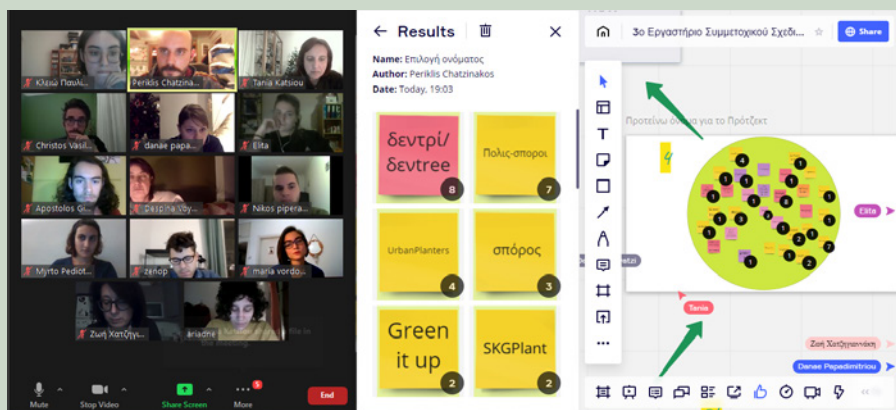 Κλειώ Παυλί...
Periklis Chatzina...
Tania Katsiou
Christos Vasil...
danae papa...
Elita
Apostolos Gi...
Despina Voy...
Nikos pipera...
Myrto Pediot...
zenop
maria vordo...
Ζωή Χατζηγι...
ariadne
Mute
Stop Video
Share Screen
More
End
← Results
Name: Επιλογή ονόματος
Author: Periklis Chatzinakos
Date: Today, 19:03
δεντρί/
δεntree
8
Πολις-σποροι
7
UrbanPlanters
4
σπόρος
3
Green
it up
2
SKGPlant
2
3ο Εργαστήριο Συμμετοχικού Σχεδι...
Share
Προτείνω όνομα για το Πρότζεκτ
4
Elita
Tania
Ζωή Χατζηγιαννάκη
Danae Papadimitriou